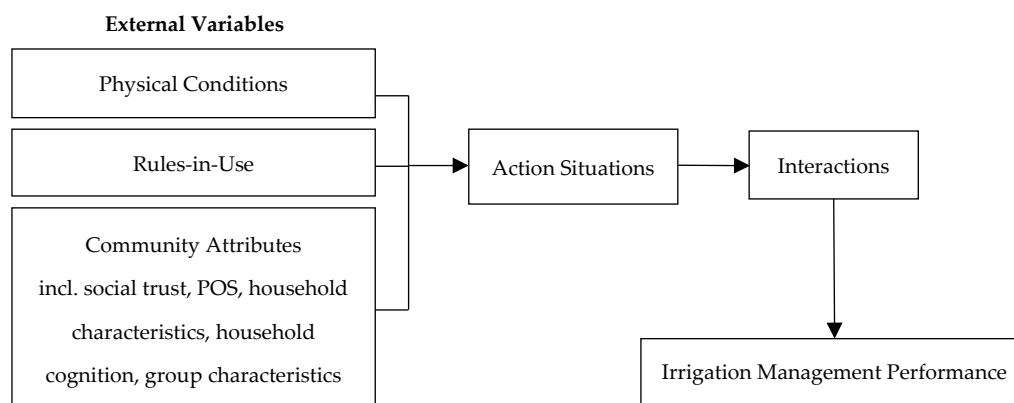 External Variables
Physical Conditions
Rules-in-Use
Community Attributes
incl. social trust, POS, household
characteristics, household
cognition, group characteristics
Action Situations
Interactions
Irrigation Management Performance